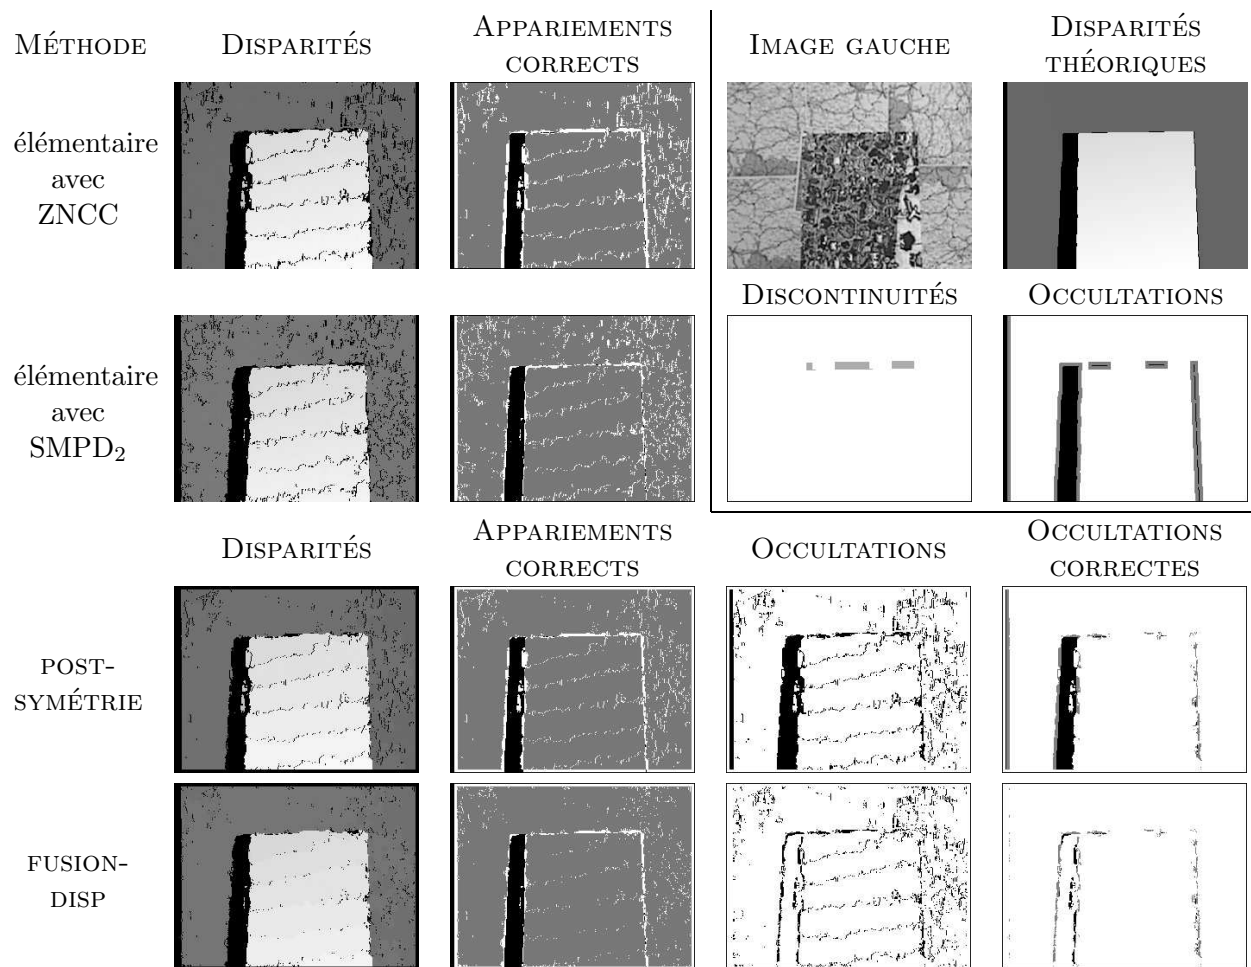 MÉTHODE
DISPARITÉS
APPARIEMENTS
CORRECTS
IMAGE GAUCHE
DISPARITÉS
THÉORIQUES
élémentaire
avec
ZNCC
DISCONTINUITÉS
OCCULTATIONS
élémentaire
avec
SMPD₂
DISPARITÉS
APPARIEMENTS
CORRECTS
OCCULTATIONS
OCCULTATIONS
CORRECTES
POST-
SYMÉTRIE
FUSION-
DISP